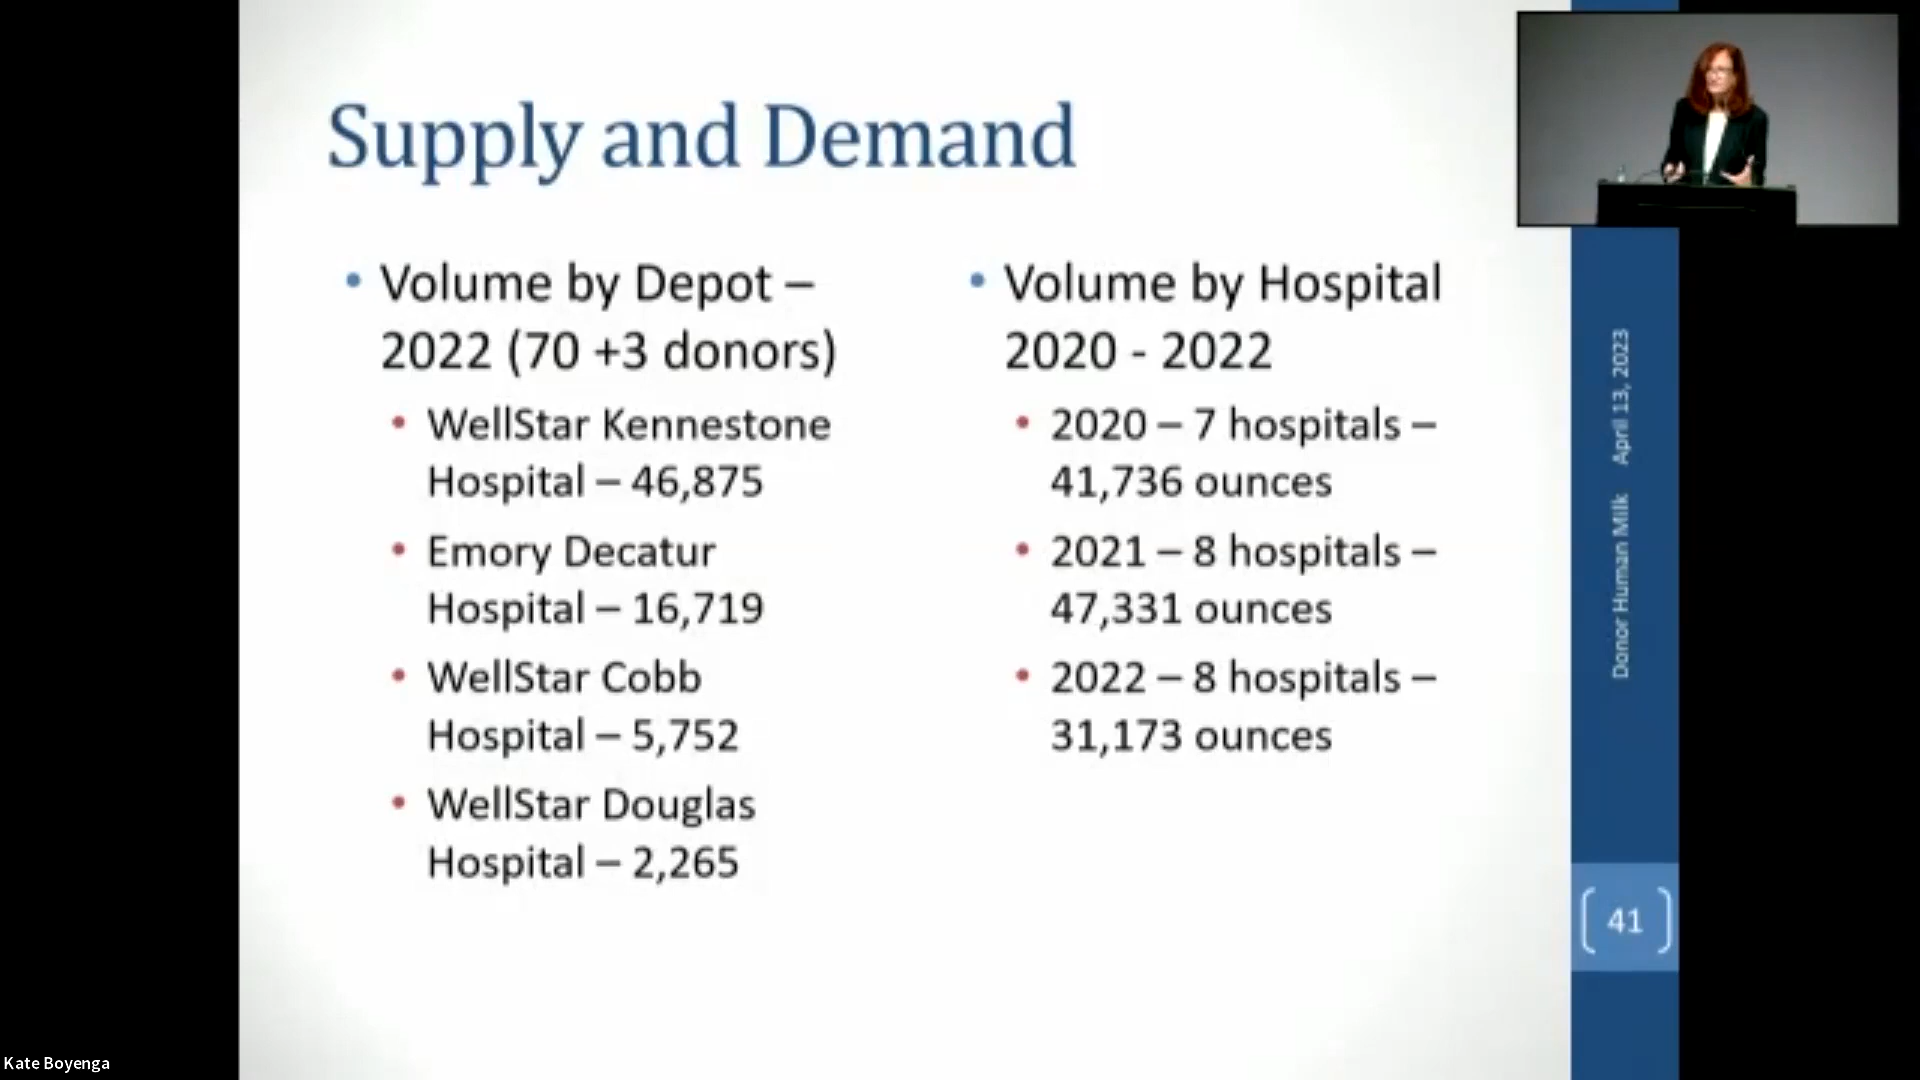 Supply and Demand
• Volume by Depot –
2022 (70 +3 donors)
• WellStar Kennestone
Hospital – 46,875
• Emory Decatur
Hospital – 16,719
• WellStar Cobb
Hospital – 5,752
• WellStar Douglas
Hospital – 2,265
• Volume by Hospital
2020 - 2022
• 2020 – 7 hospitals –
41,736 ounces
• 2021 – 8 hospitals –
47,331 ounces
• 2022 – 8 hospitals –
31,173 ounces
Donor Human Milk April 13, 2023
41
Kate Boyenga